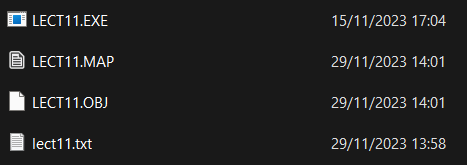 LECT11.EXE 15/11/2023 17:04
LECT11.MAP 29/11/2023 14:01
LECT11.OBJ 29/11/2023 14:01
lect11.txt 29/11/2023 13:58